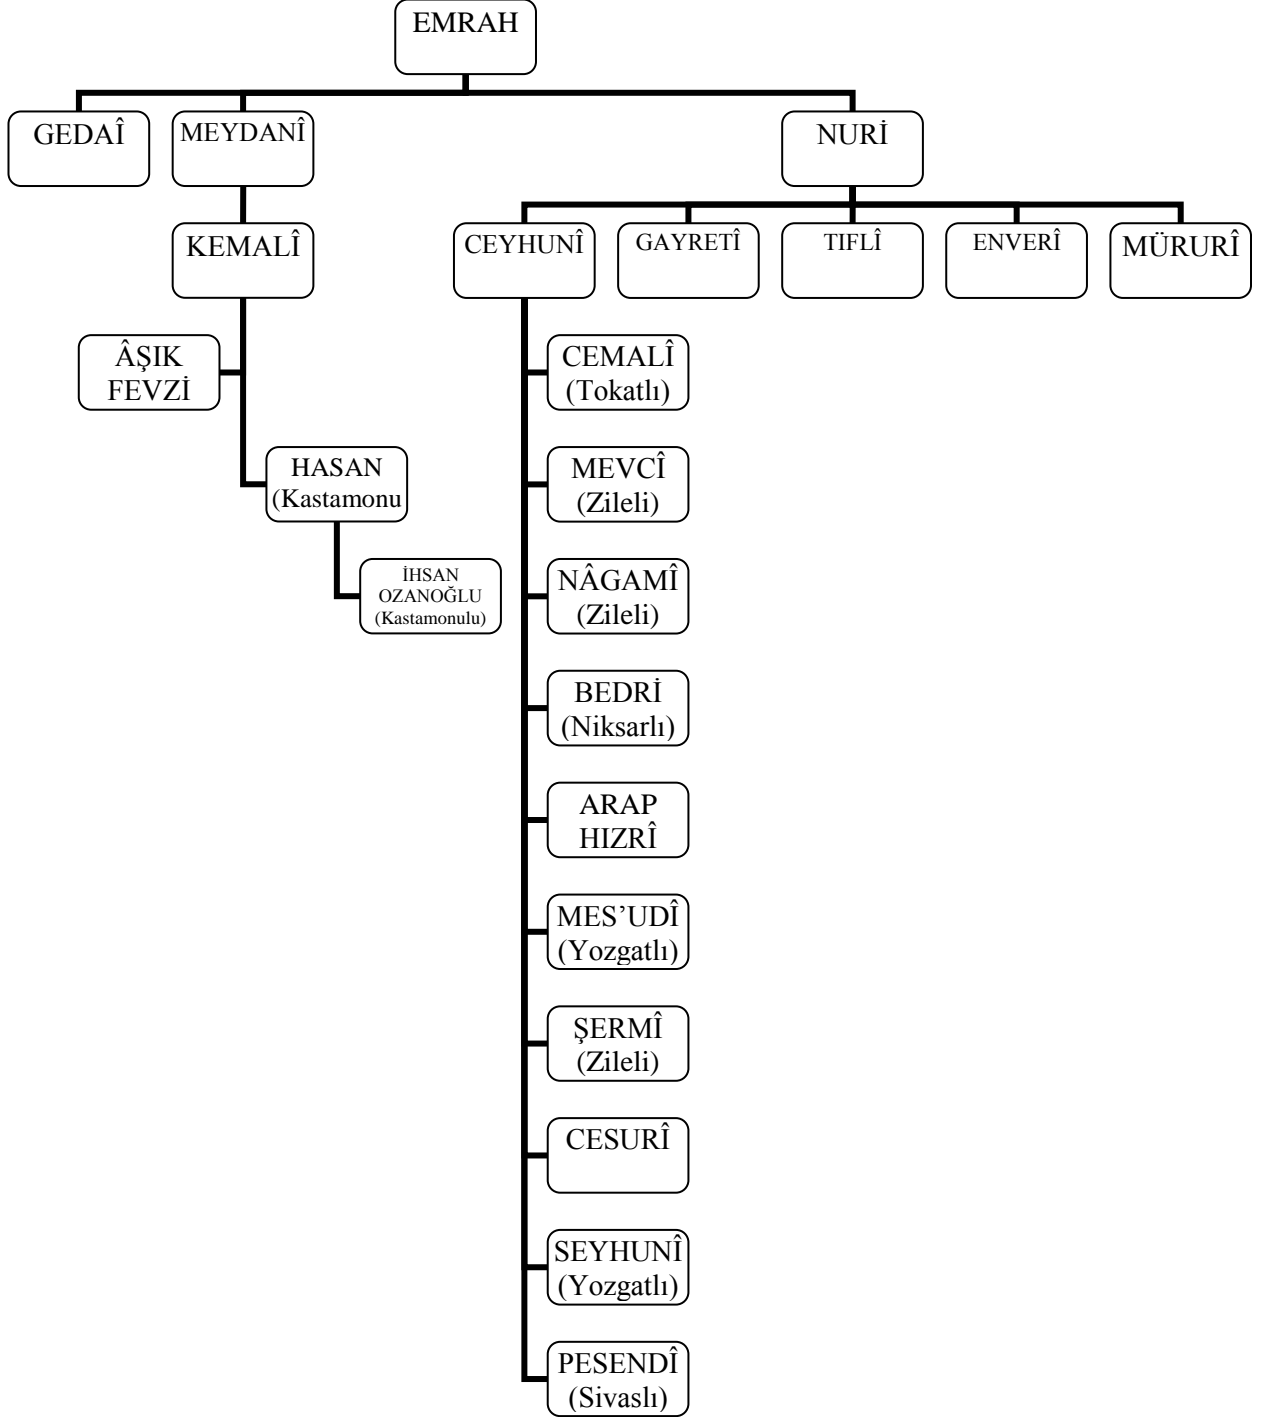 EMRAH
GEDAÎ
MEYDANÎ
NURİ
KEMALÎ
CEYHUNÎ
GAYRETÎ
TIFLÎ
ENVERÎ
MÜRURÎ
ÂŞIK
FEVZİ
HASAN
(Kastamonu
İHSAN
OZANOĞLU
(Kastamonulu)
CEMALÎ
(Tokatlı)
MEVCÎ
(Zileli)
NÂGAMÎ
(Zileli)
BEDRİ
(Niksarlı)
ARAP
HIZRÎ
MES’UDÎ
(Yozgatlı)
ŞERMÎ
(Zileli)
CESURÎ
SEYHUNÎ
(Yozgatlı)
PESENDÎ
(Sivaslı)